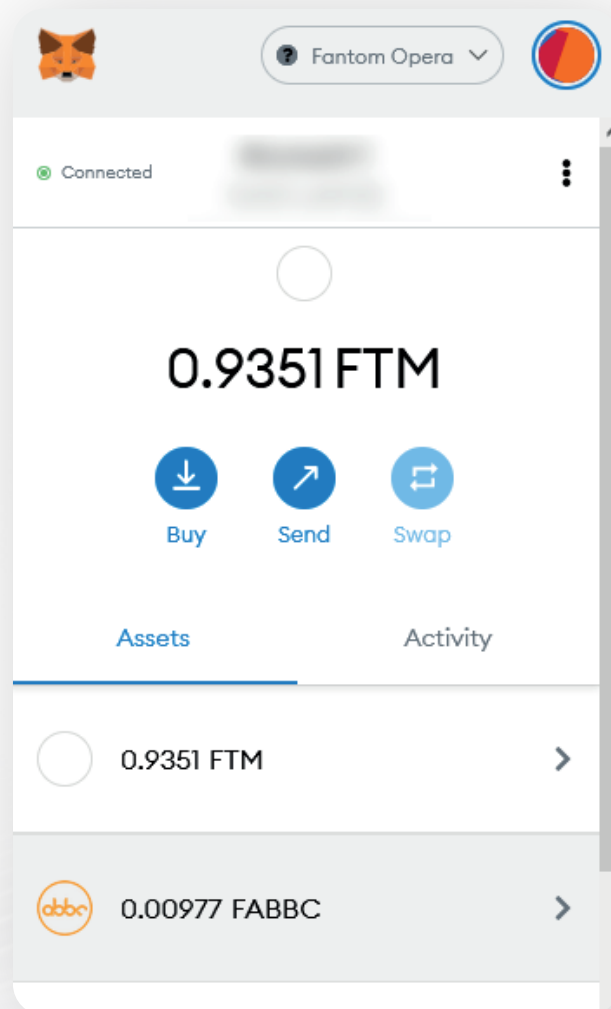 Fantom Opera
Connected
0.9351 FTM
Buy Send Swap
Assets Activity
0.9351 FTM
abbc 0.00977 FABBC